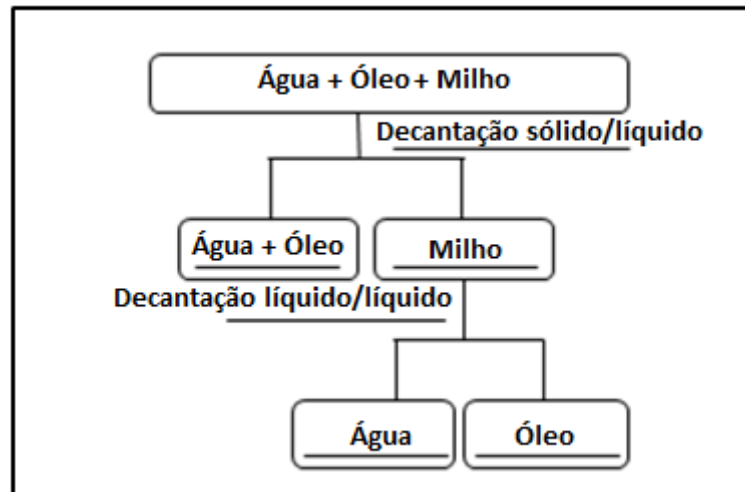 Água + Óleo + Milho
Decantação sólido/líquido
Água + Óleo
Milho
Decantação líquido/líquido
Água
Óleo